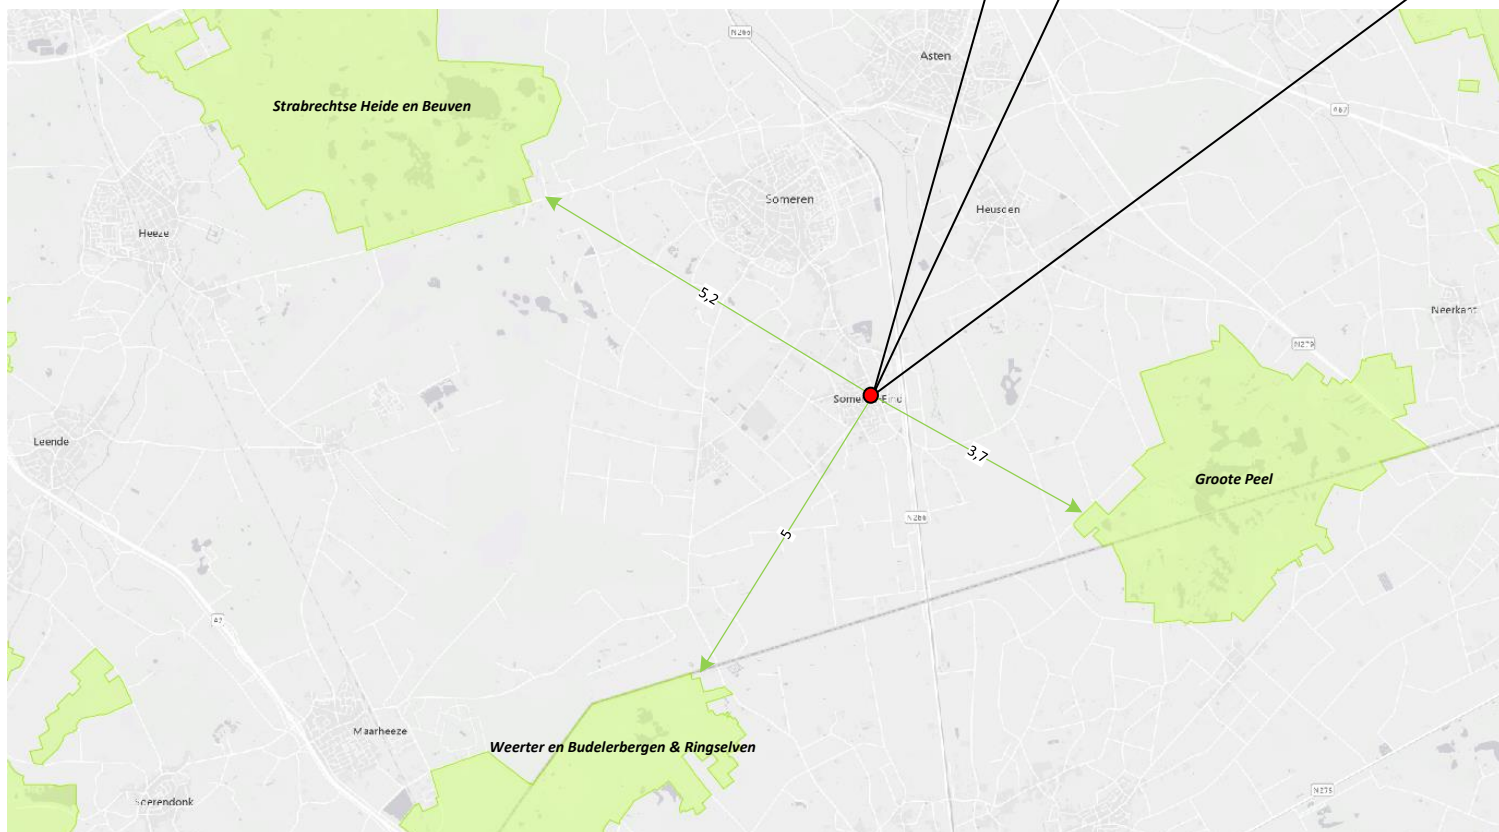 N266
Asten
Strabrechtse Heide en Beuven
A67
Someren
Heusden
Heeze
5,2
Neerkant
N279
Leende
3,7
Groote Peel
N266
5
A2
Maarheeze
Weerter en Budelerbergen & Ringselven
N275
Soerendonk